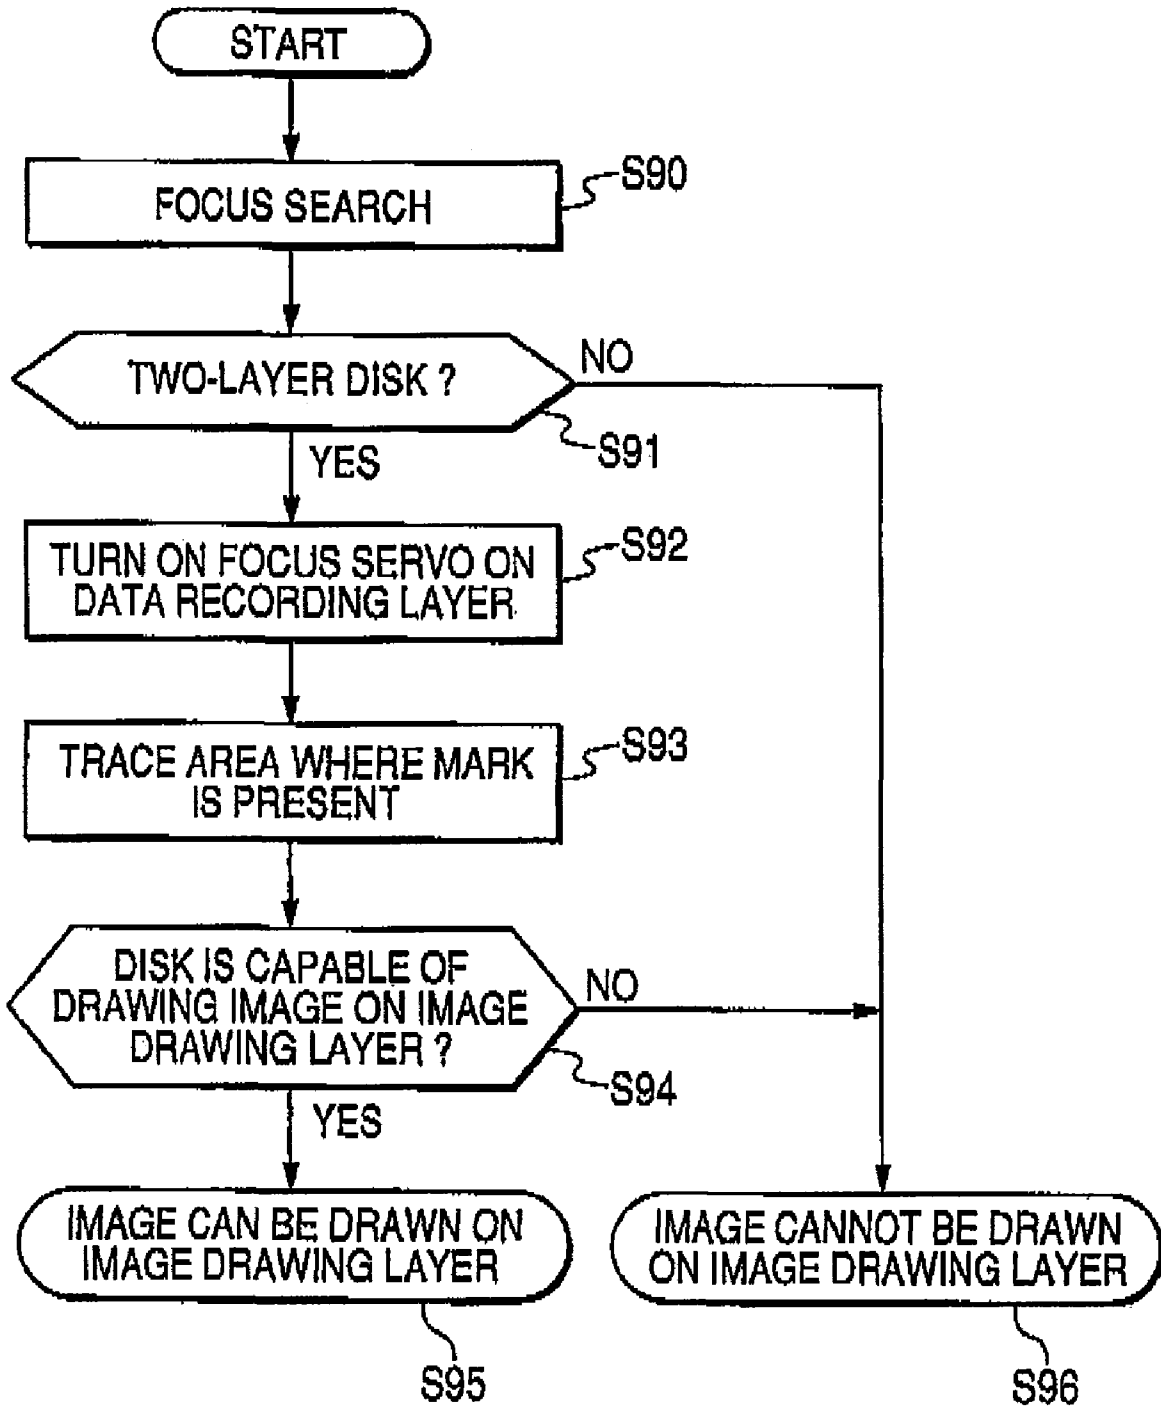 START
FOCUS SEARCH
S90
TWO-LAYER DISK ?
NO
S91
YES
TURN ON FOCUS SERVO ON
DATA RECORDING LAYER
S92
TRACE AREA WHERE MARK
IS PRESENT
S93
DISK IS CAPABLE OF
DRAWING IMAGE ON IMAGE
DRAWING LAYER ?
NO
S94
YES
IMAGE CAN BE DRAWN ON
IMAGE DRAWING LAYER
S95
IMAGE CANNOT BE DRAWN
ON IMAGE DRAWING LAYER
S96